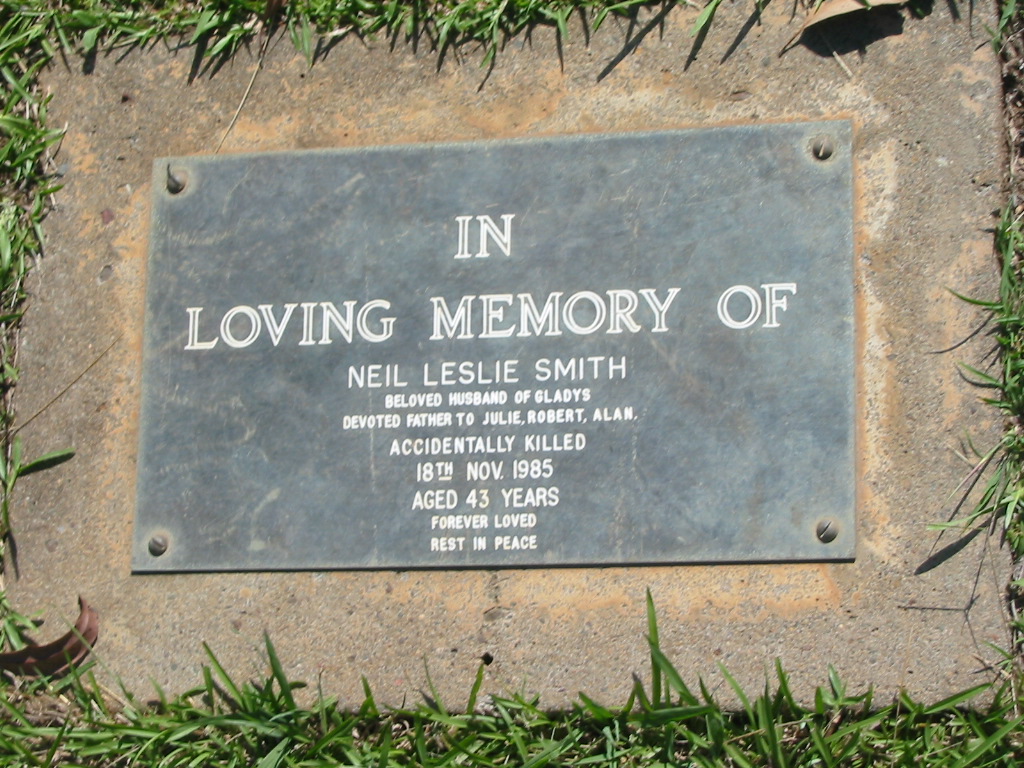 IN
LOVING MEMORY OF
NEIL LESLIE SMITH
BELOVED HUSBAND OF GLADYS
DEVOTED FATHER TO JULIE, ROBERT, ALAN.
ACCIDENTALLY KILLED
18TH NOV. 1985
AGED 43 YEARS
FOREVER LOVED
REST IN PEACE